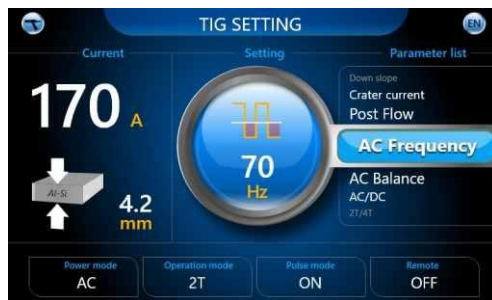 TIG SETTING
EN
Current
Setting
Parameter list
170 A
Al-Si
4.2
mm
70
Hz
Down slope
Crater current
Post Flow
AC Frequency
AC Balance
AC/DC
2T/4T
Power mode
AC
Operation mode
2T
Pulse mode
ON
Remote
OFF